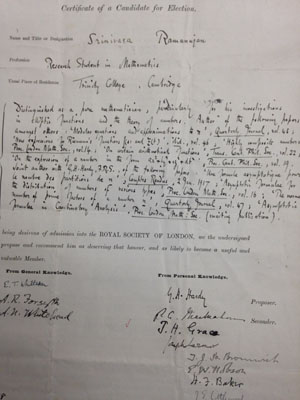 Certificate of a Candidate for Election.
Name and Title or Designation Srinivasa Ramanujan
Profession Research Student in Mathematics
Usual Place of Residence Trinity College, Cambridge
Distinguished as a pure mathematician, particularly for his investigations
in elliptic functions and the theory of numbers. Author of the following papers,
amongst others: "Modular equations and approximations to π", Quarterly Journal, vol. 45;
"New expressions for Riemann's functions ξ(s) and Ξ(t)", Ibid, vol. 46; "Highly composite numbers",
Proc London Math. Soc., vol. 14; "On certain arithmetical functions", Trans. Camb. Phil. Soc., vol. 22;
"On the expression of a number in the form ax²+by²+cz²+dt²", Proc. Camb. Phil. Soc., vol. 19.
Joint author with G. H. Hardy, F.R.S., of the following papers: "Une formule asymptotique pour
le nombre des partitions de n", Comptes Rendus, 2 Jan. 1917; "Asymptotic formulae for
the distribution of numbers of various types", Proc. London Math. Soc., vol. 16; "The normal
number of prime factors of a number n", Quarterly Journal, vol. 47; "Asymptotic
formulae in Combinatory Analysis", Proc. London Math. Soc. (awaiting publication).
being desirous of admission into the ROYAL SOCIETY OF LONDON, we the undersigned
propose and recommend him as deserving that honour, and as likely to become a useful and
valuable Member.
From General Knowledge.
From Personal Knowledge.
A. R. Forsyth
A. N. Whitehead
G. H. Hardy
Proposer.
P. A. MacMahon
Seconder.
J. H. Grace
Joseph Larmor
T. J. I'A. Bromwich
E. W. Hobson
H. F. Baker
J. E. Littlewood